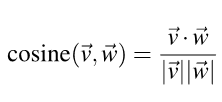 cosine(v⃗, w⃗) = v⃗ · w⃗ / |v⃗||w⃗|